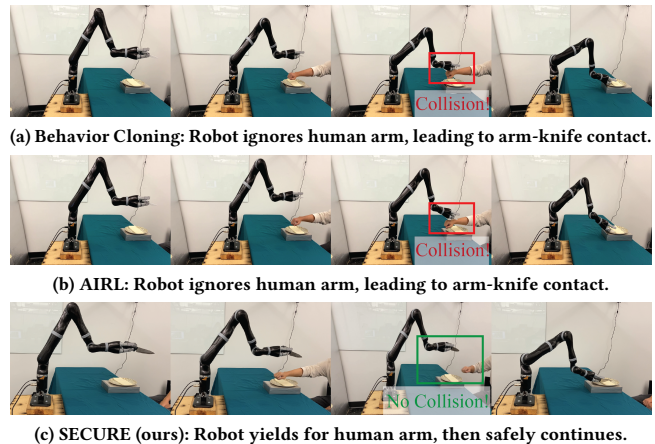 Collision!
(a) Behavior Cloning: Robot ignores human arm, leading to arm-knife contact.
Collision!
(b) AIRL: Robot ignores human arm, leading to arm-knife contact.
No Collision!
(c) SECURE (ours): Robot yields for human arm, then safely continues.